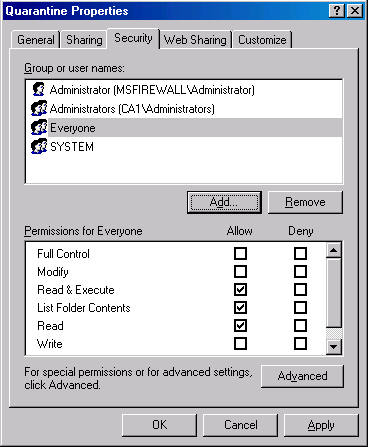 Quarantine Properties
General Sharing Security Web Sharing Customize
Group or user names:
Administrator (MSFIREWALL\Administrator)
Administrators (CA1\Administrators)
Everyone
SYSTEM
Add... Remove
Permissions for Everyone Allow Deny
Full Control
Modify
Read & Execute
List Folder Contents
Read
Write
For special permissions or for advanced settings,
click Advanced.
Advanced
OK Cancel Apply